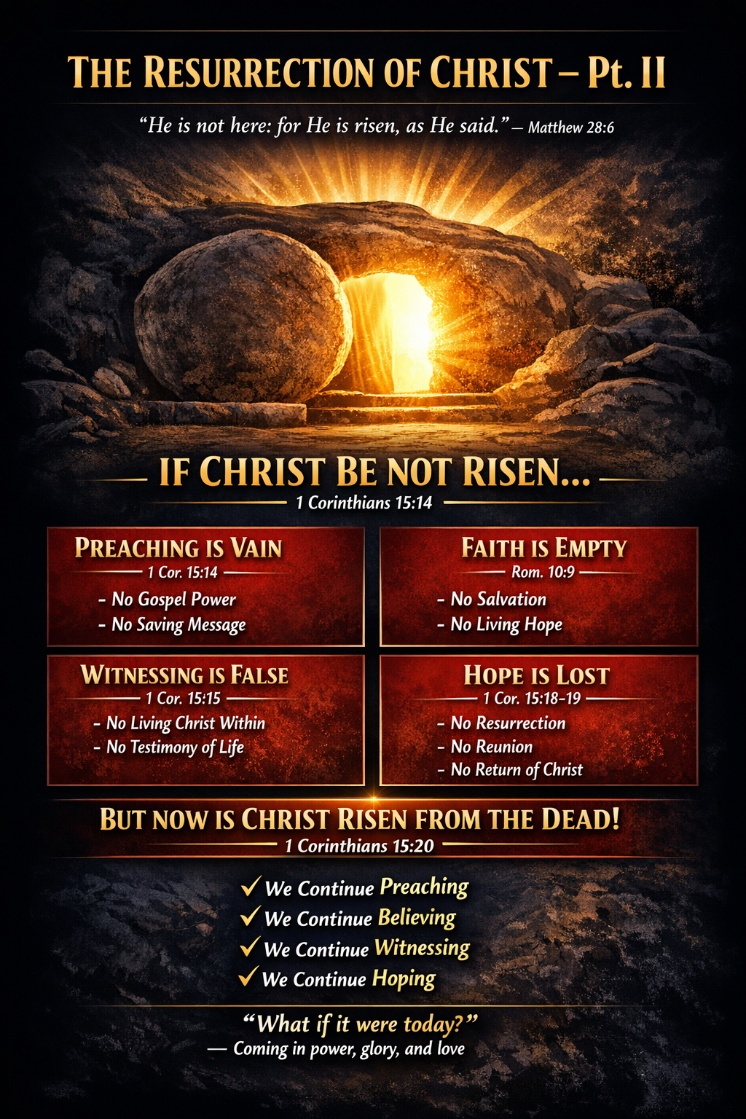 The Resurrection of Christ – Pt. II
“He is not here: for He is risen, as He said.” – Matthew 28:6
If Christ Be not Risen...
1 Corinthians 15:14
Preaching is Vain
1 Cor. 15:14
- No Gospel Power
- No Saving Message
Faith is Empty
Rom. 10:9
- No Salvation
- No Living Hope
Witnessing is False
1 Cor. 15:15
- No Living Christ Within
- No Testimony of Life
Hope is Lost
1 Cor. 15:18–19
- No Resurrection
- No Reunion
- No Return of Christ
But now is Christ Risen from the Dead!
1 Corinthians 15:20
✓ We Continue Preaching
✓ We Continue Believing
✓ We Continue Witnessing
✓ We Continue Hoping
“What if it were today?”
— Coming in power, glory, and love